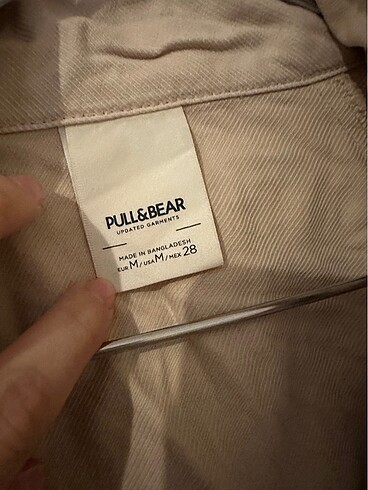 PULL&BEAR
UPDATED GARMENTS
MADE IN BANGLADESH
EUR M / USA M / MEX 28